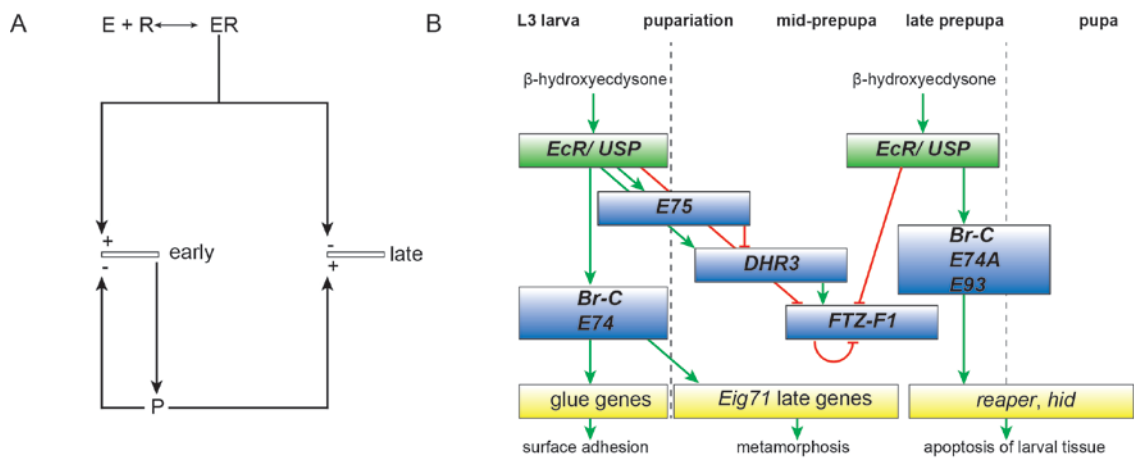 A
E + R ER
+
-
early
-
+
late
P
B
L3 larva pupariation mid-prepupa late prepupa pupa
β-hydroxyecdysone β-hydroxyecdysone
EcR/ USP EcR/ USP
E75
DHR3
Br-C
E74A
E93
Br-C
E74
FTZ-F1
glue genes Eig71 late genes reaper, hid
surface adhesion metamorphosis apoptosis of larval tissue